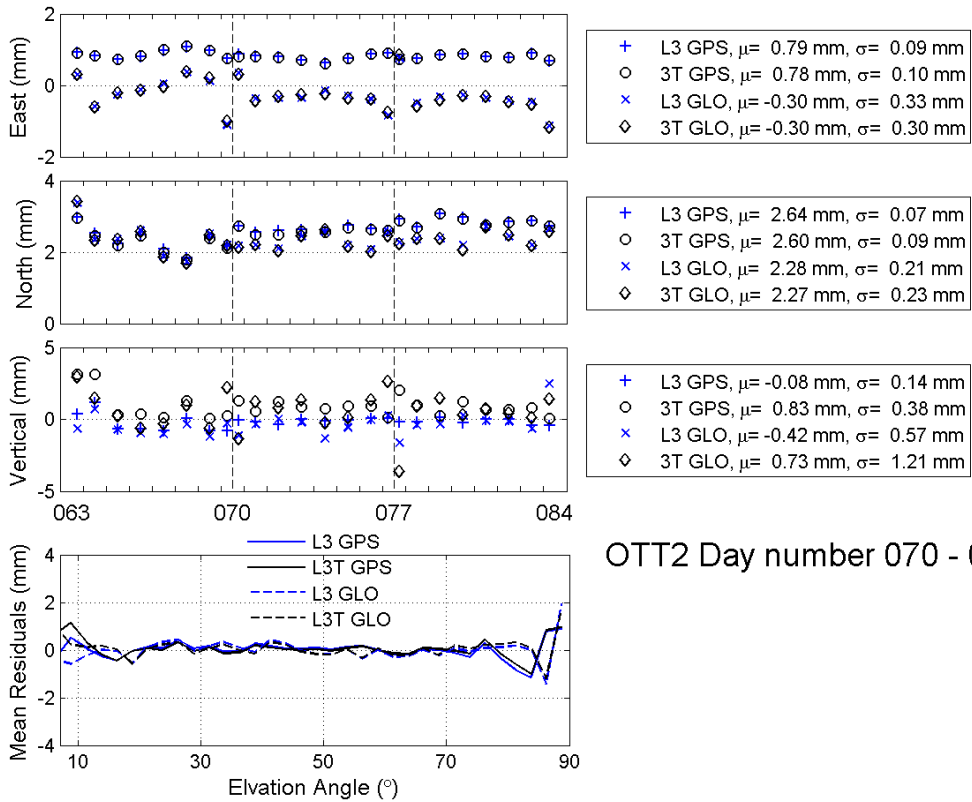 East (mm)
2
0
-2
L3 GPS, μ= 0.79 mm, σ= 0.09 mm
3T GPS, μ= 0.78 mm, σ= 0.10 mm
L3 GLO, μ= -0.30 mm, σ= 0.33 mm
3T GLO, μ= -0.30 mm, σ= 0.30 mm
North (mm)
4
2
0
L3 GPS, μ= 2.64 mm, σ= 0.07 mm
3T GPS, μ= 2.60 mm, σ= 0.09 mm
L3 GLO, μ= 2.28 mm, σ= 0.21 mm
3T GLO, μ= 2.27 mm, σ= 0.23 mm
Vertical (mm)
5
0
-5
063 070 077 084
L3 GPS, μ= -0.08 mm, σ= 0.14 mm
3T GPS, μ= 0.83 mm, σ= 0.38 mm
L3 GLO, μ= -0.42 mm, σ= 0.57 mm
3T GLO, μ= 0.73 mm, σ= 1.21 mm
Mean Residuals (mm)
4
2
0
-2
-4
L3 GPS
L3T GPS
L3 GLO
L3T GLO
10 30 50 70 90
Elvation Angle (°)
OTT2 Day number 070 -